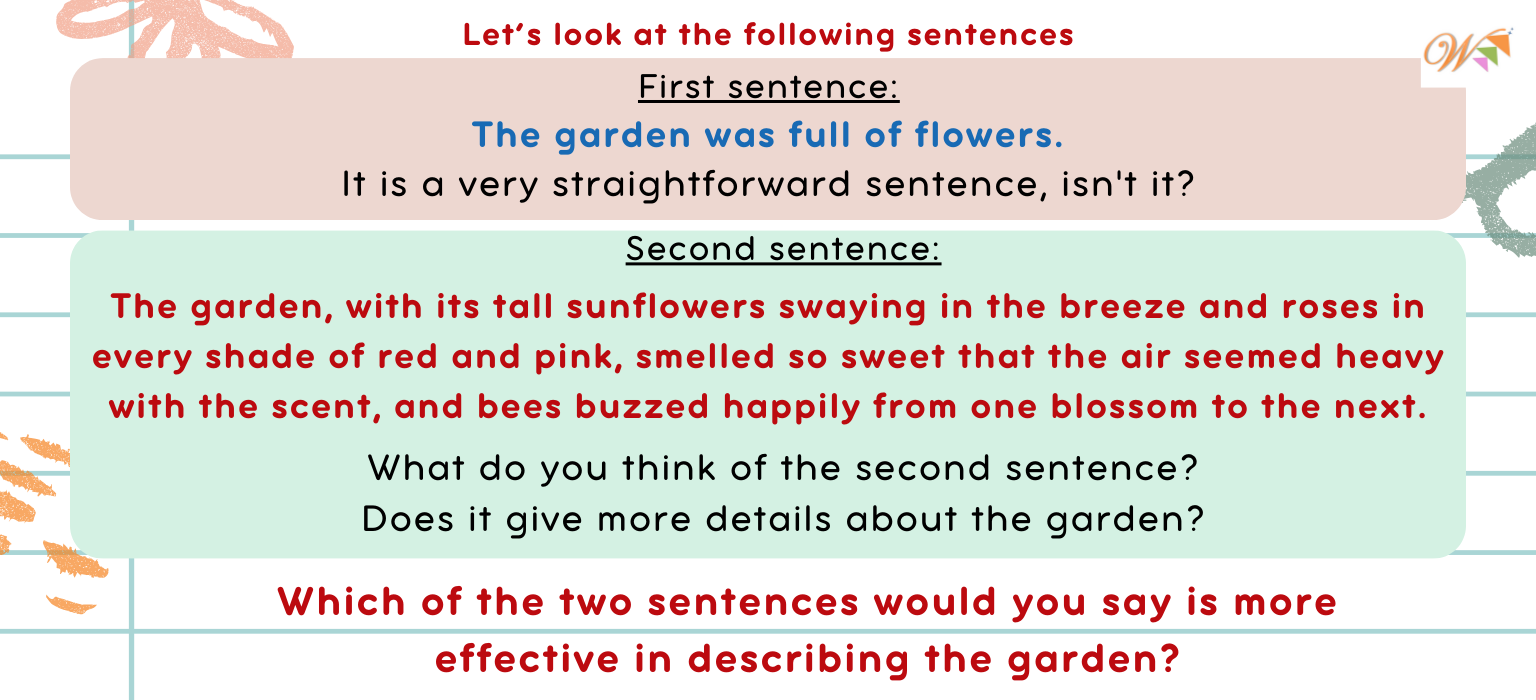 Let's look at the following sentences
W
First sentence:
The garden was full of flowers.
It is a very straightforward sentence, isn't it?
Second sentence:
The garden, with its tall sunflowers swaying in the breeze and roses in
every shade of red and pink, smelled so sweet that the air seemed heavy
with the scent, and bees buzzed happily from one blossom to the next.
What do you think of the second sentence?
Does it give more details about the garden?
Which of the two sentences would you say is more
effective in describing the garden?